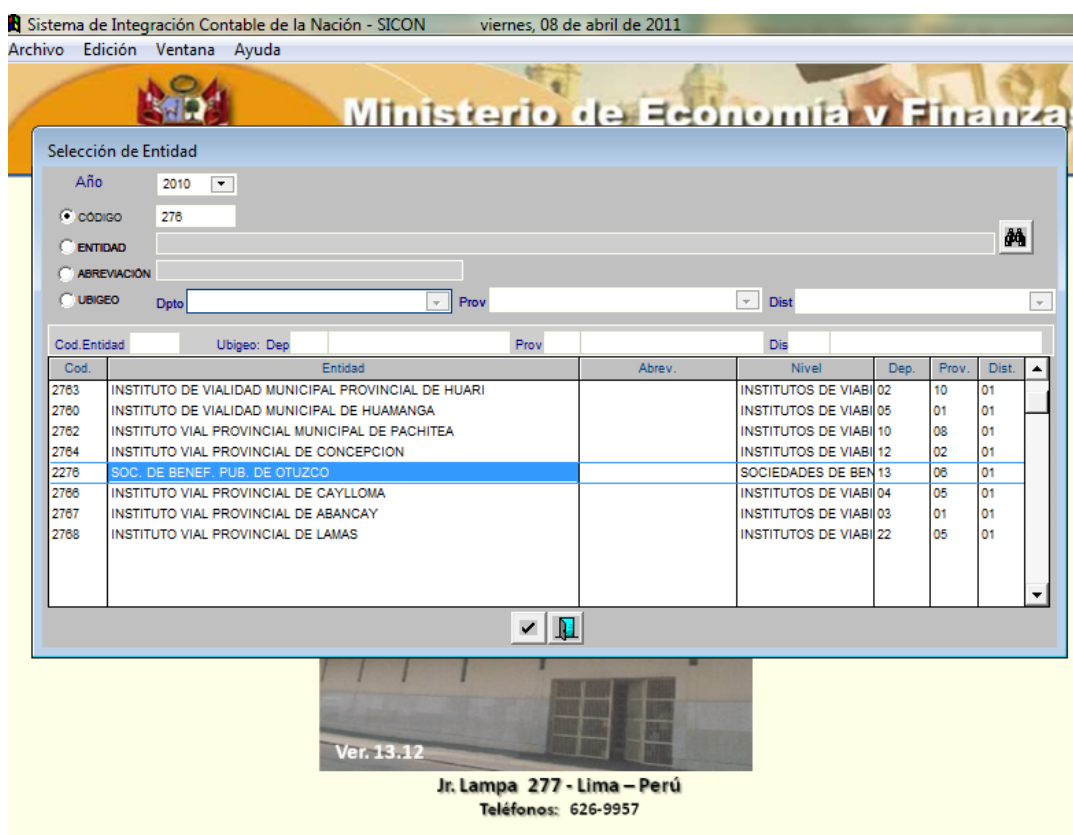 Sistema de Integración Contable de la Nación - SICON viernes, 08 de abril de 2011
Archivo Edición Ventana Ayuda
Ministerio de Economía y Finanzas
Selección de Entidad
Año 2010
CÓDIGO 276
ENTIDAD
ABREVIACIÓN
UBIGEO Dpto Prov Dist
Cod.Entidad Ubigeo: Dep Prov Dis
Cod. Entidad Abrev. Nivel Dep. Prov. Dist.
2763 INSTITUTO DE VIALIDAD MUNICIPAL PROVINCIAL DE HUARI INSTITUTOS DE VIABI 02 10 01
2760 INSTITUTO DE VIALIDAD MUNICIPAL DE HUAMANGA INSTITUTOS DE VIABI 05 01 01
2762 INSTITUTO VIAL PROVINCIAL MUNICIPAL DE PACHITEA INSTITUTOS DE VIABI 10 08 01
2764 INSTITUTO VIAL PROVINCIAL DE CONCEPCION INSTITUTOS DE VIABI 12 02 01
2276 SOC. DE BENEF. PUB. DE OTUZCO SOCIEDADES DE BEN 13 06 01
2766 INSTITUTO VIAL PROVINCIAL DE CAYLLOMA INSTITUTOS DE VIABI 04 05 01
2767 INSTITUTO VIAL PROVINCIAL DE ABANCAY INSTITUTOS DE VIABI 03 01 01
2768 INSTITUTO VIAL PROVINCIAL DE LAMAS INSTITUTOS DE VIABI 22 05 01
Ver. 13.12
Jr. Lampa 277 - Lima – Perú
Teléfonos: 626-9957